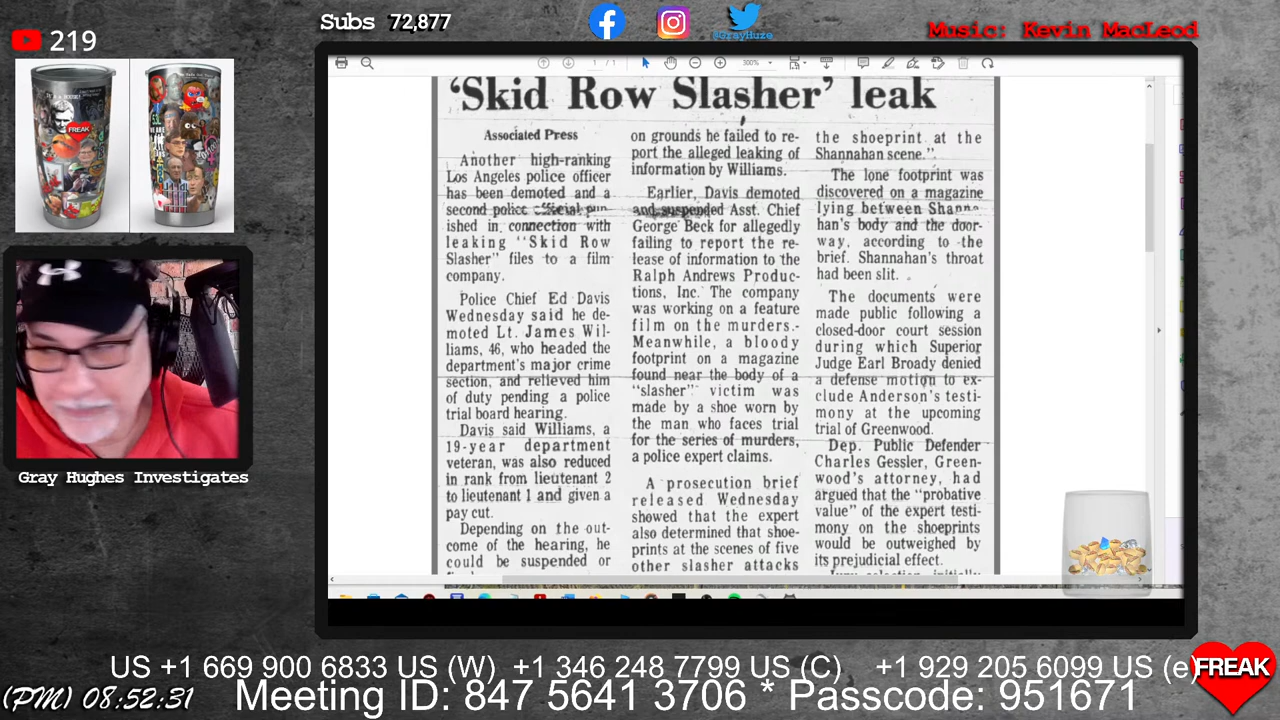 219
Subs 72,877
@GrayHuze
Music: Kevin MacLeod
FREAK
Gray Hughes Investigates
300%
1 / 1
'Skid Row Slasher' leak
Associated Press
Another high-ranking
Los Angeles police officer
has been demoted and a
second police official pun
ished in connection with
leaking "Skid Row
Slasher" files to a film
company.
Police Chief Ed Davis
Wednesday said he de-
moted Lt. James Wil-
liams, 46, who headed the
department's major crime
section, and relieved him
of duty pending a police
trial board hearing.
Davis said Williams, a
19-year department
veteran, was also reduced
in rank from lieutenant 2
to lieutenant 1 and given a
pay cut.
Depending on the out-
come of the hearing, he
could be suspended or
on grounds he failed to re-
port the alleged leaking of
information by Williams.
Earlier, Davis demoted
and suspended Asst. Chief
George Beck for allegedly
failing to report the re-
lease of information to the
Ralph Andrews Produc-
tions, Inc. The company
was working on a feature
film on the murders.
Meanwhile, a bloody
footprint on a magazine
found near the body of a
"slasher" victim was
made by a shoe worn by
the man who faces trial
for the series of murders,
a police expert claims.
A prosecution brief
released Wednesday
showed that the expert
also determined that shoe-
prints at the scenes of five
other slasher attacks
the shoeprint at the
Shannahan scene."
The lone footprint was
discovered on a magazine
lying between Shanna-
han's body and the door-
way, according to the
brief. Shannahan's throat
had been slit.
The documents were
made public following a
closed-door court session
during which Superior
Judge Earl Broady denied
a defense motion to ex-
clude Anderson's testi-
mony at the upcoming
trial of Greenwood.
Dep. Public Defender
Charles Gessler, Green-
wood's attorney, had
argued that the "probative
value" of the expert testi-
mony on the shoeprints
would be outweighed by
its prejudicial effect.
US +1 669 900 6833 US (W) +1 346 248 7799 US (C) +1 929 205 6099 US (e)
FREAK
(PM) 08:52:31
Meeting ID: 847 5641 3706 * Passcode: 951671